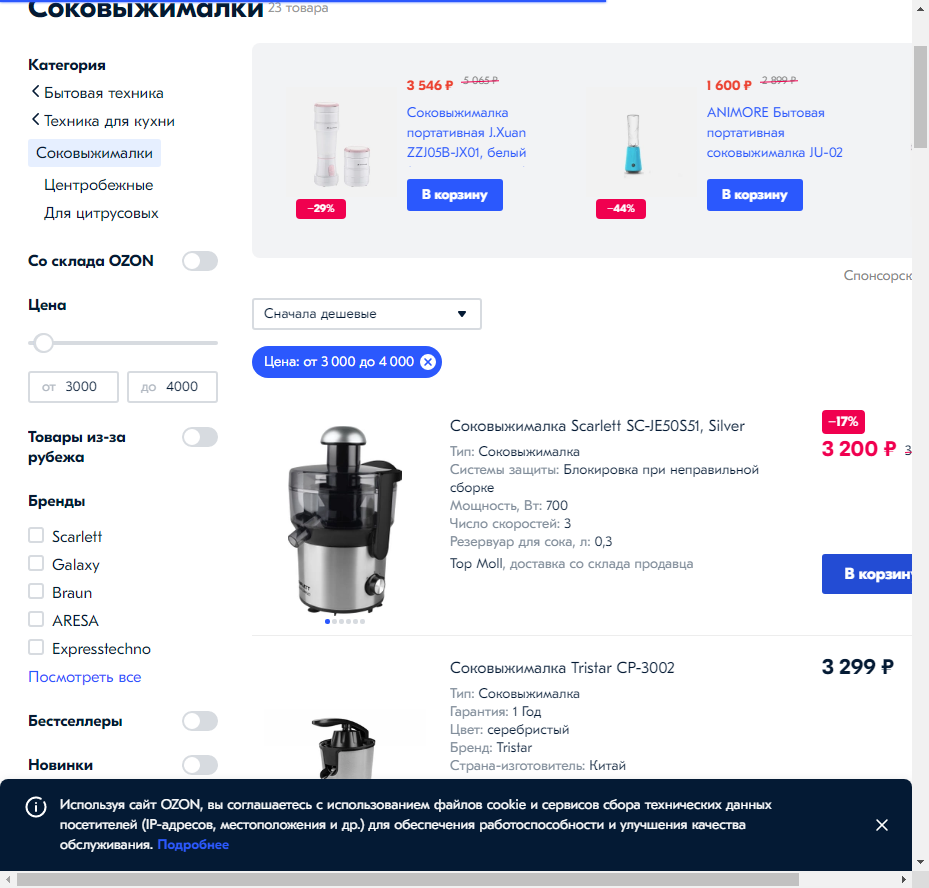 Соковыжималки 23 товара
Категория
Бытовая техника
Техника для кухни
Соковыжималки
Центробежные
Для цитрусовых
Со склада OZON
Цена
от 3000 до 4000
Товары из-за
рубежа
Бренды
Scarlett
Galaxy
Braun
ARESA
Expresstechno
Посмотреть все
Бестселлеры
Новинки
3 546 ₽ 5 065 ₽
Соковыжималка
портативная J.Xuan
ZZJ05B-JX01, белый
В корзину
−29%
1 600 ₽ 2 899 ₽
ANIMORE Бытовая
портативная
соковыжималка JU-02
В корзину
−44%
Спонсорск
Сначала дешевые
Цена: от 3 000 до 4 000
Соковыжималка Scarlett SC-JE50S51, Silver
Тип: Соковыжималка
Системы защиты: Блокировка при неправильной
сборке
Мощность, Вт: 700
Число скоростей: 3
Резервуар для сока, л: 0,3
Top Moll, доставка со склада продавца
−17%
3 200 ₽ 3
В корзин
Соковыжималка Tristar CP-3002
Тип: Соковыжималка
Гарантия: 1 Год
Цвет: серебристый
Бренд: Tristar
Страна-изготовитель: Китай
3 299 ₽
Используя сайт OZON, вы соглашаетесь с использованием файлов cookie и сервисов сбора технических данных
посетителей (IP-адресов, местоположения и др.) для обеспечения работоспособности и улучшения качества
обслуживания. Подробнее